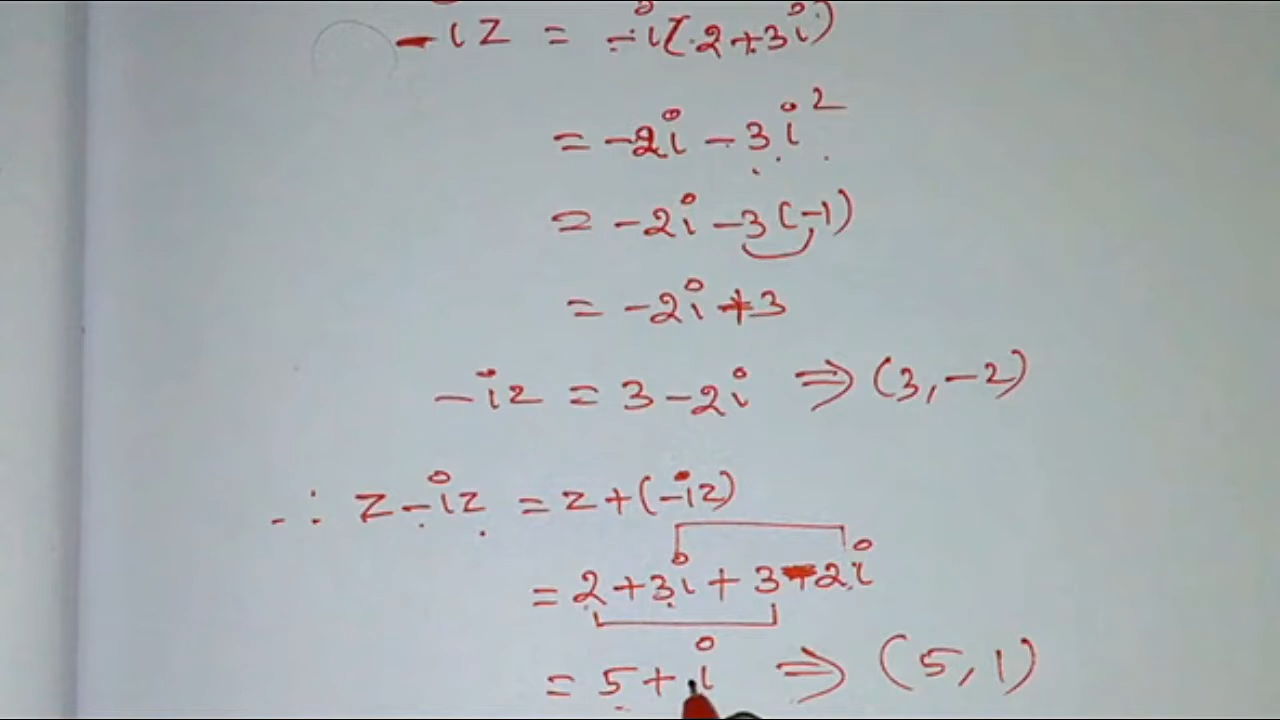 -iz = -i(2+3i)
= -2i - 3i²
= -2i - 3(-1)
= -2i + 3
-iz = 3 - 2i ⇒ (3, -2)
∴ z - iz = z + (-iz)
= 2 + 3i + 3 - 2i
= 5 + i ⇒ (5, 1)